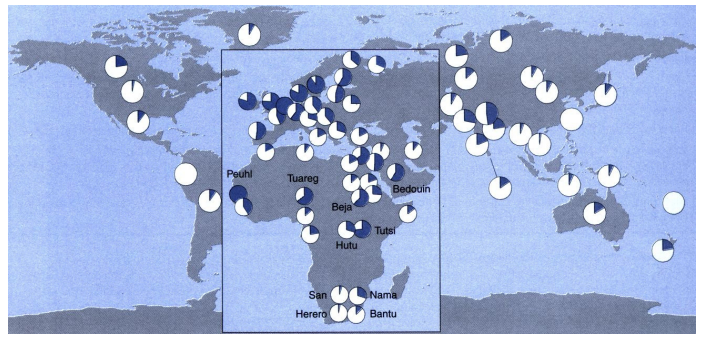 Peuhl
Tuareg
Bedouin
Beja
Tutsi
Hutu
San
Nama
Herero
Bantu